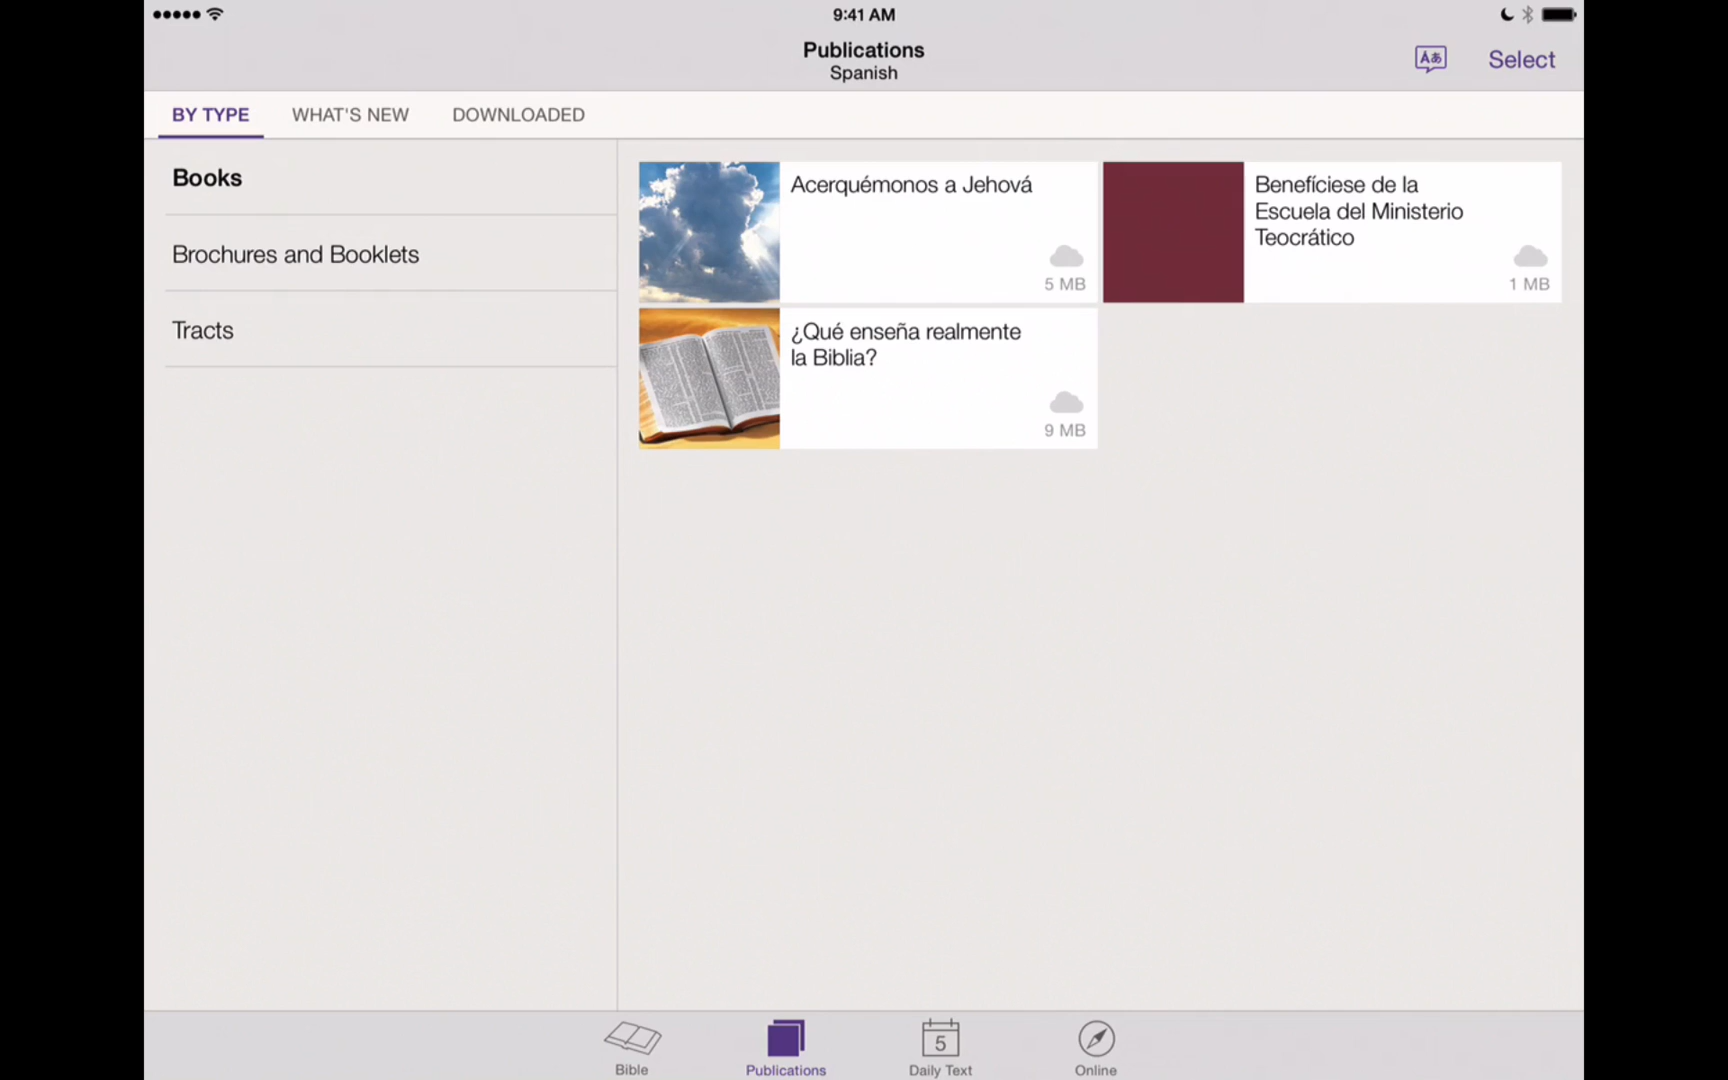 9:41 AM
Publications
Spanish
Aあ
Select
BY TYPE
WHAT'S NEW
DOWNLOADED
Books
Brochures and Booklets
Tracts
Acerquémonos a Jehová
5 MB
Benefíciese de la
Escuela del Ministerio
Teocrático
1 MB
¿Qué enseña realmente
la Biblia?
9 MB
Bible
Publications
5
Daily Text
Online